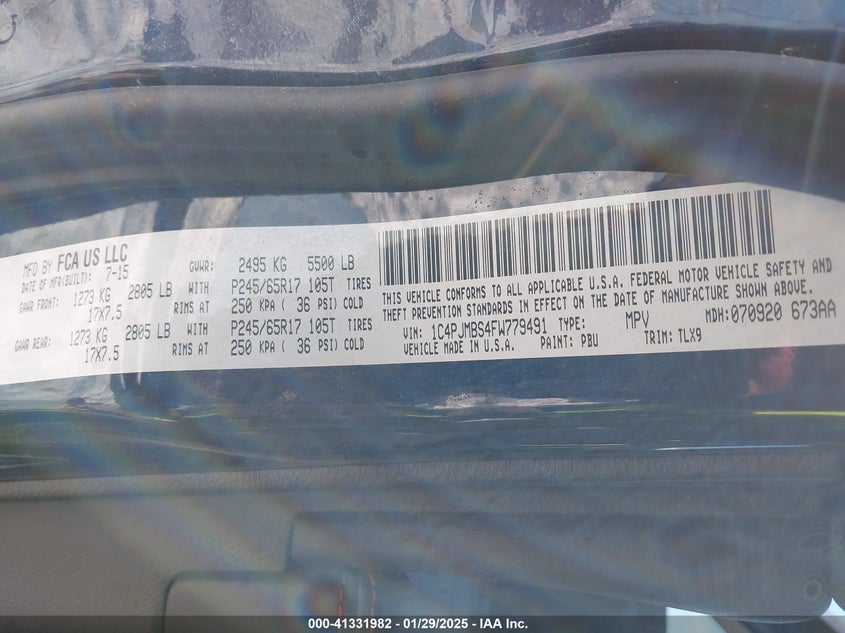 MFD BY FCA US LLC
DATE OF MFR(BUILT): 7-15
GVWR: 2495 KG 5500 LB
GAWR FRONT: 1273 KG 2805 LB WITH P245/65R17 105T TIRES
17X7.5 RIMS AT 250 KPA ( 36 PSI) COLD
GAWR REAR: 1273 KG 2805 LB WITH P245/65R17 105T TIRES
17X7.5 RIMS AT 250 KPA ( 36 PSI) COLD
THIS VEHICLE CONFORMS TO ALL APPLICABLE U.S.A. FEDERAL MOTOR VEHICLE SAFETY AND
THEFT PREVENTION STANDARDS IN EFFECT ON THE DATE OF MANUFACTURE SHOWN ABOVE.
MDH:070920 673AA
VIN: 1C4PJMBS4FW779491 TYPE: MPV
VEHICLE MADE IN U.S.A. PAINT: PBU TRIM: TLX9
000-41331982 - 01/29/2025 - IAA Inc.